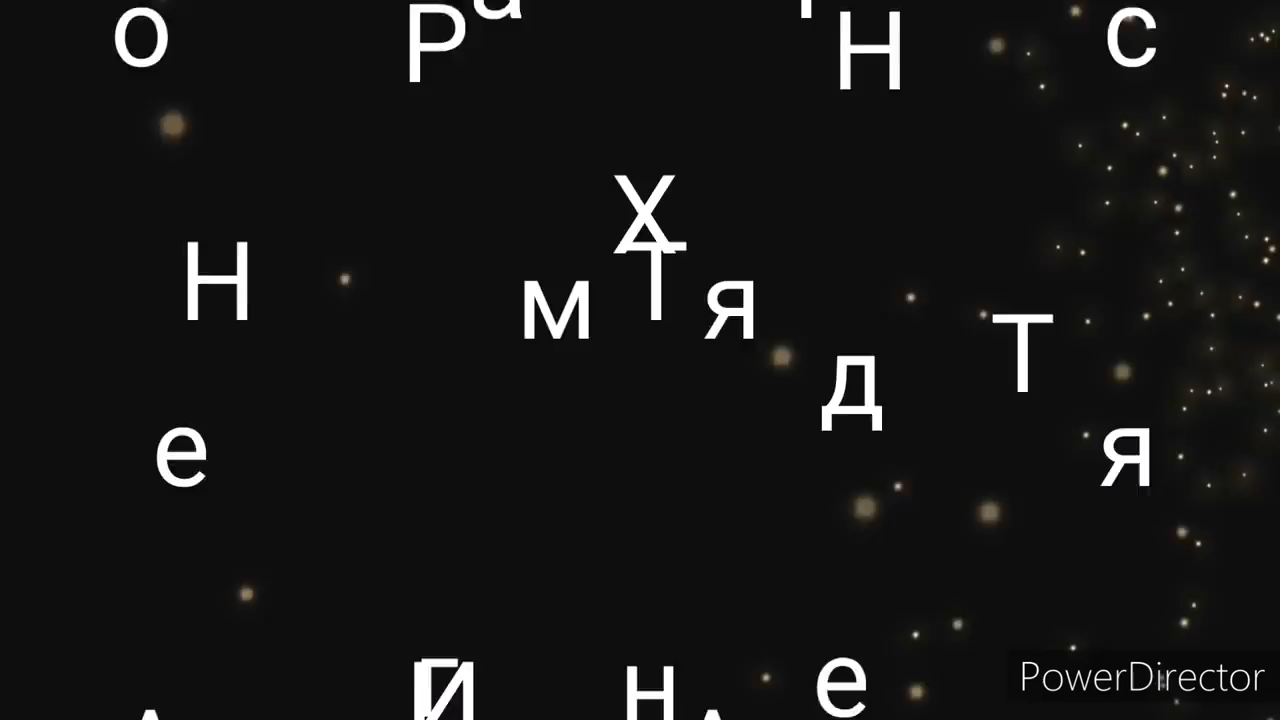 о Р а Н с
Х
Н м Т я Т
д
е я
г и н е
PowerDirector